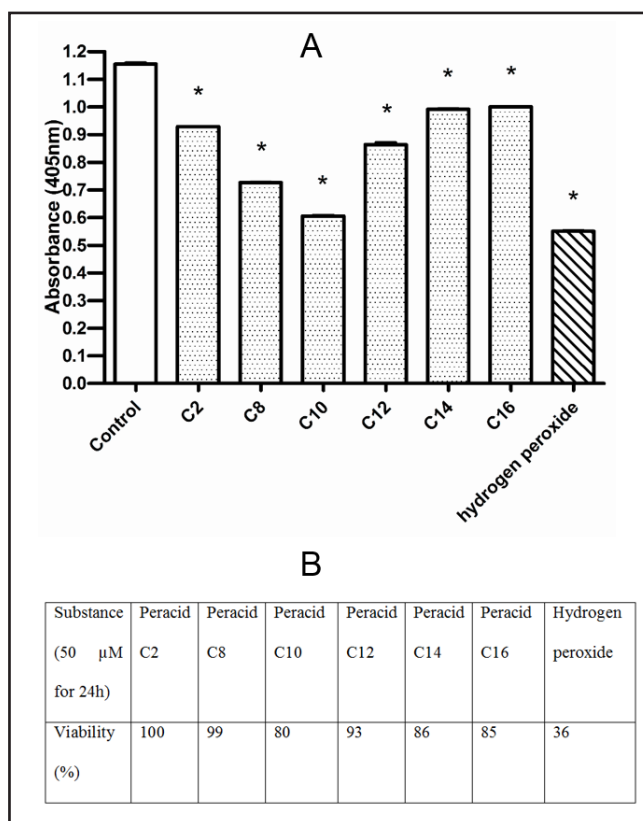 A
1.2
1.1
1.0
0.9
0.8
0.7
0.6
0.5
0.4
0.3
0.2
0.1
0.0
Absorbance (405nm)
* * * * * * *
Control
C2
C8
C10
C12
C14
C16
hydrogen peroxide
B
Substance Peracid Peracid Peracid Peracid Peracid Peracid Hydrogen
(50 µM C2 C8 C10 C12 C14 C16 peroxide
for 24h)
Viability 100 99 80 93 86 85 36
(%)